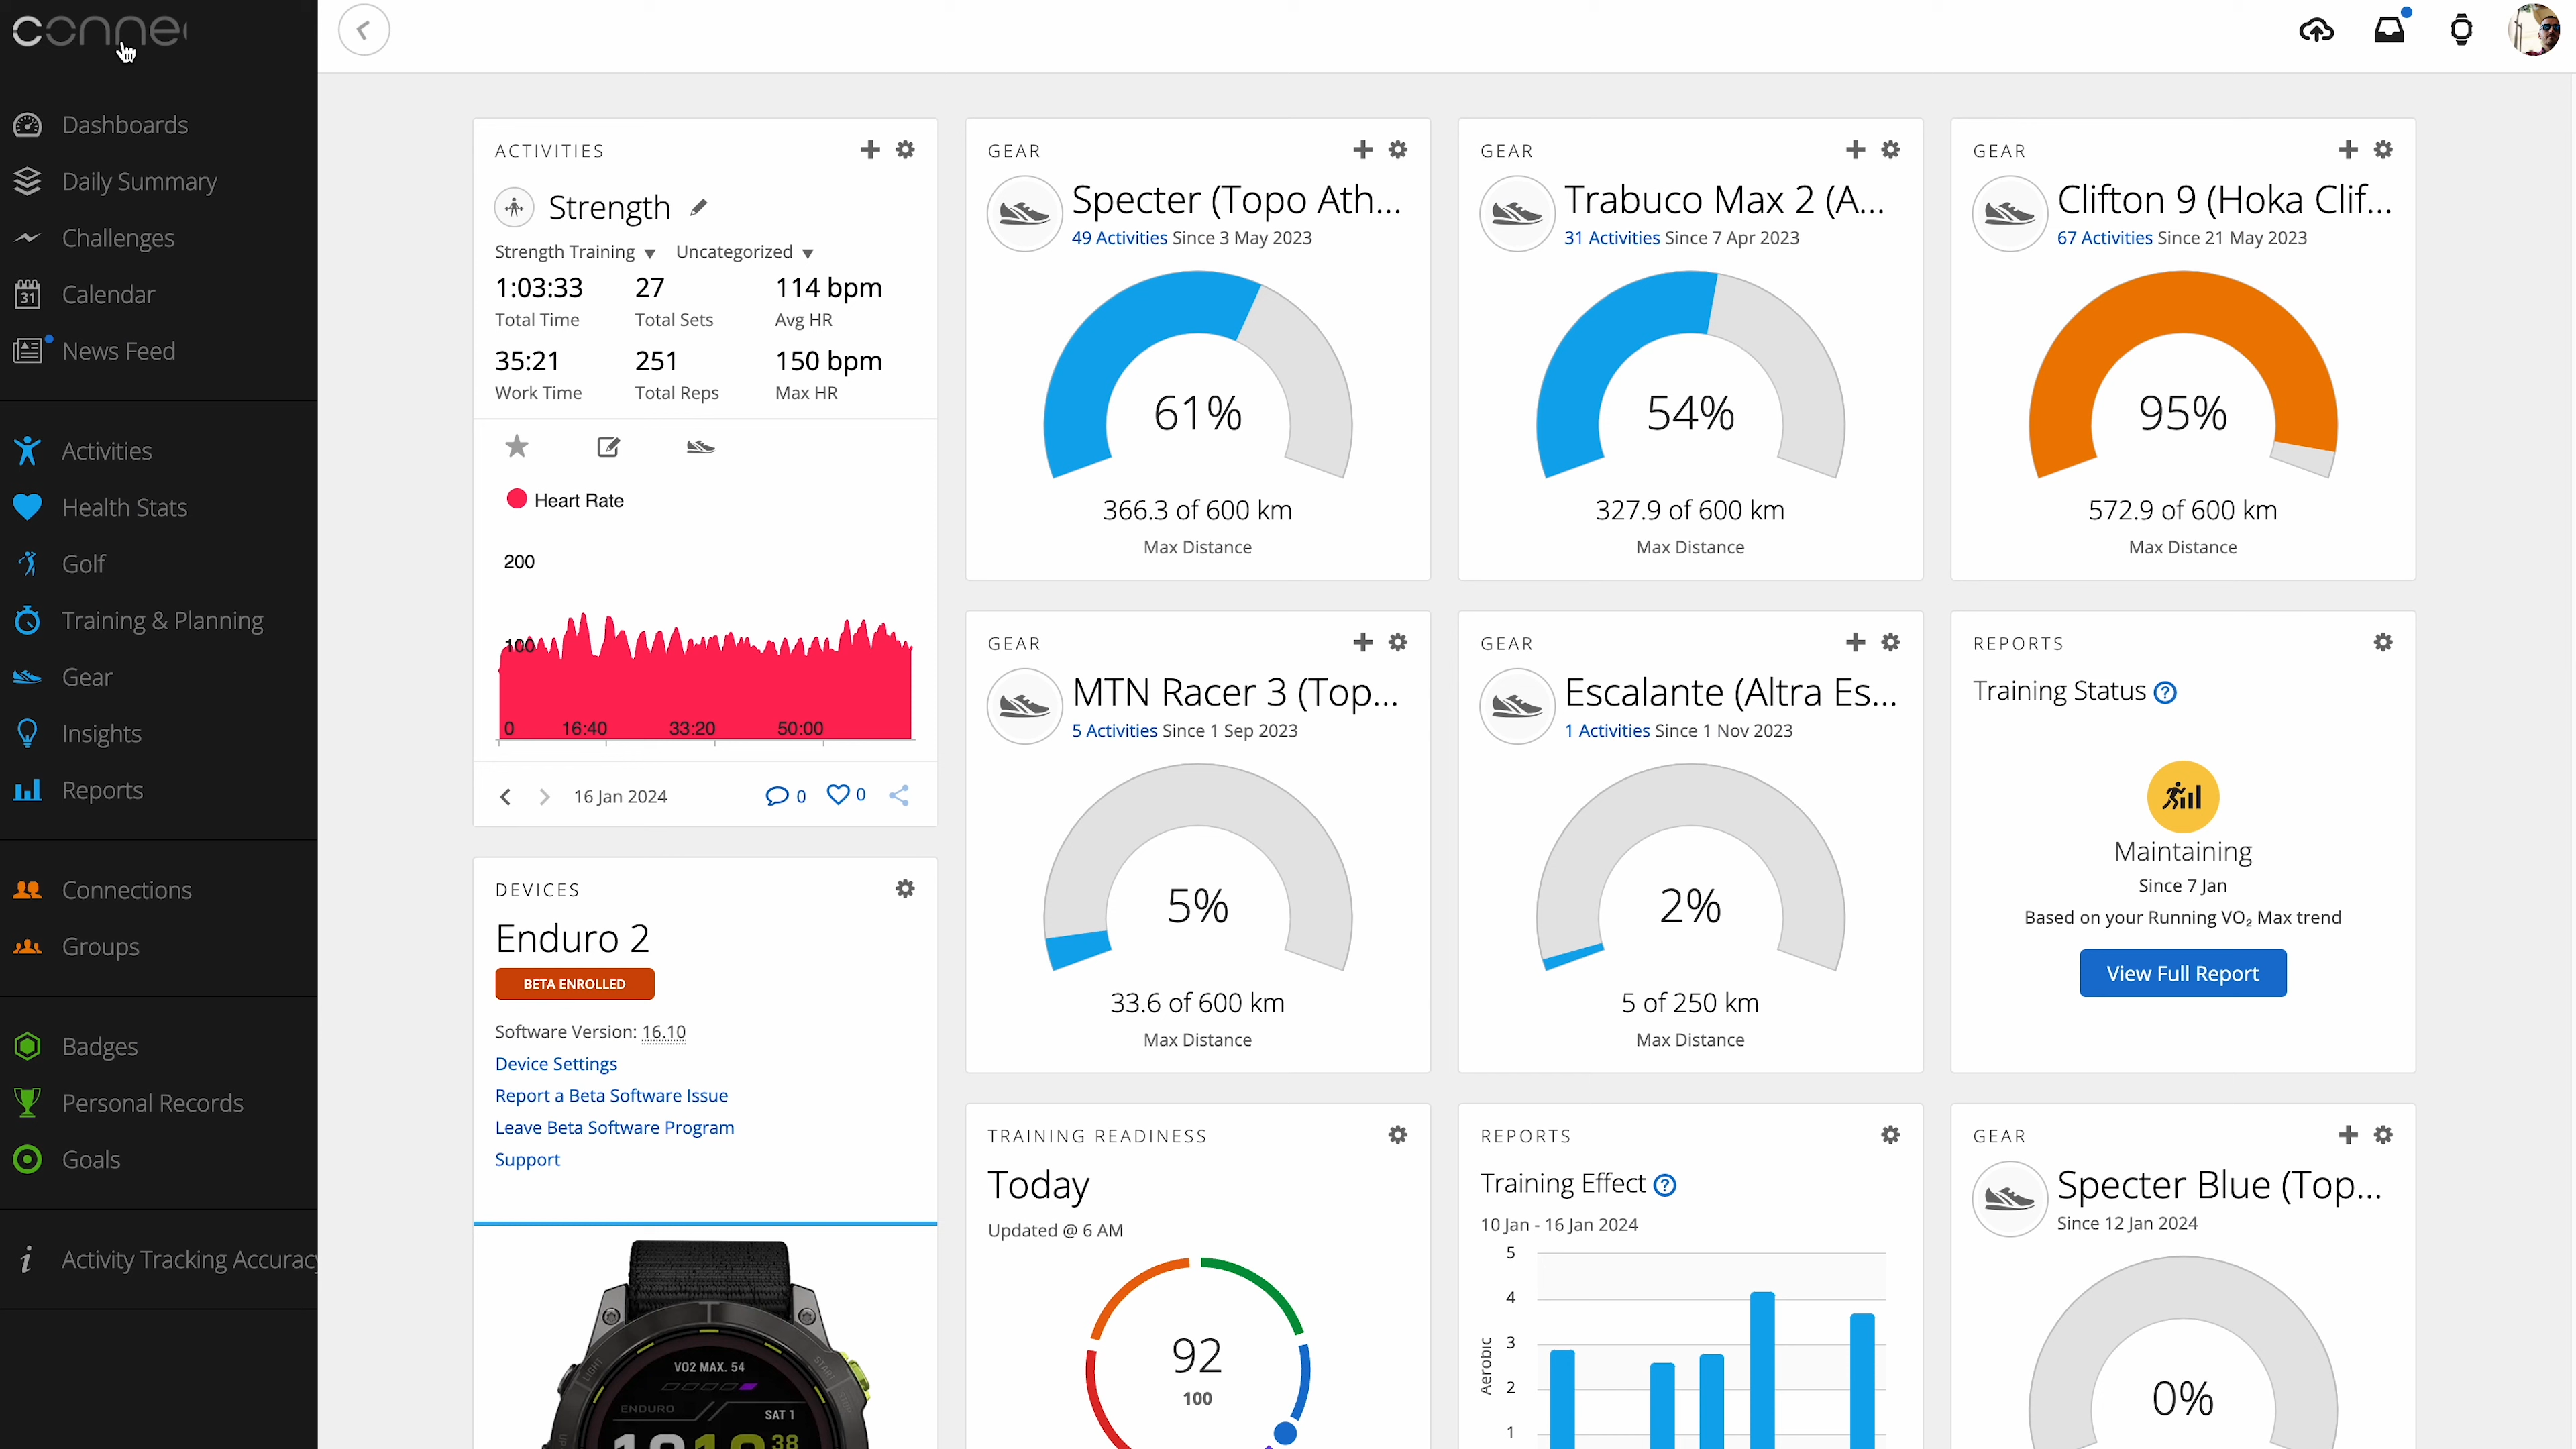 Dashboards
Daily Summary
Challenges
31
Calendar
News Feed
Activities
Health Stats
Golf
Training & Planning
Gear
Insights
Reports
Connections
Groups
Badges
Personal Records
Goals
Activity Tracking Accuracy
ACTIVITIES
Strength
Strength Training Uncategorized
1:03:33 27 114 bpm
Total Time Total Sets Avg HR
35:21 251 150 bpm
Work Time Total Reps Max HR
Heart Rate
200
100
0 16:40 33:20 50:00
16 Jan 2024 0 0
DEVICES
Enduro 2
BETA ENROLLED
Software Version: 16.10
Device Settings
Report a Beta Software Issue
Leave Beta Software Program
Support
LIGHT
START
VO2 MAX. 54
ENDURO
SAT 1
38
GEAR
Specter (Topo Ath...
49 Activities Since 3 May 2023
61%
366.3 of 600 km
Max Distance
GEAR
Trabuco Max 2 (A...
31 Activities Since 7 Apr 2023
54%
327.9 of 600 km
Max Distance
GEAR
Clifton 9 (Hoka Clif...
67 Activities Since 21 May 2023
95%
572.9 of 600 km
Max Distance
GEAR
MTN Racer 3 (Top...
5 Activities Since 1 Sep 2023
5%
33.6 of 600 km
Max Distance
GEAR
Escalante (Altra Es...
1 Activities Since 1 Nov 2023
2%
5 of 250 km
Max Distance
REPORTS
Training Status ?
Maintaining
Since 7 Jan
Based on your Running VO₂ Max trend
View Full Report
TRAINING READINESS
Today
Updated @ 6 AM
92
100
REPORTS
Training Effect ?
10 Jan - 16 Jan 2024
5
4
3
2
1
Aerobic
GEAR
Specter Blue (Top...
Since 12 Jan 2024
0%